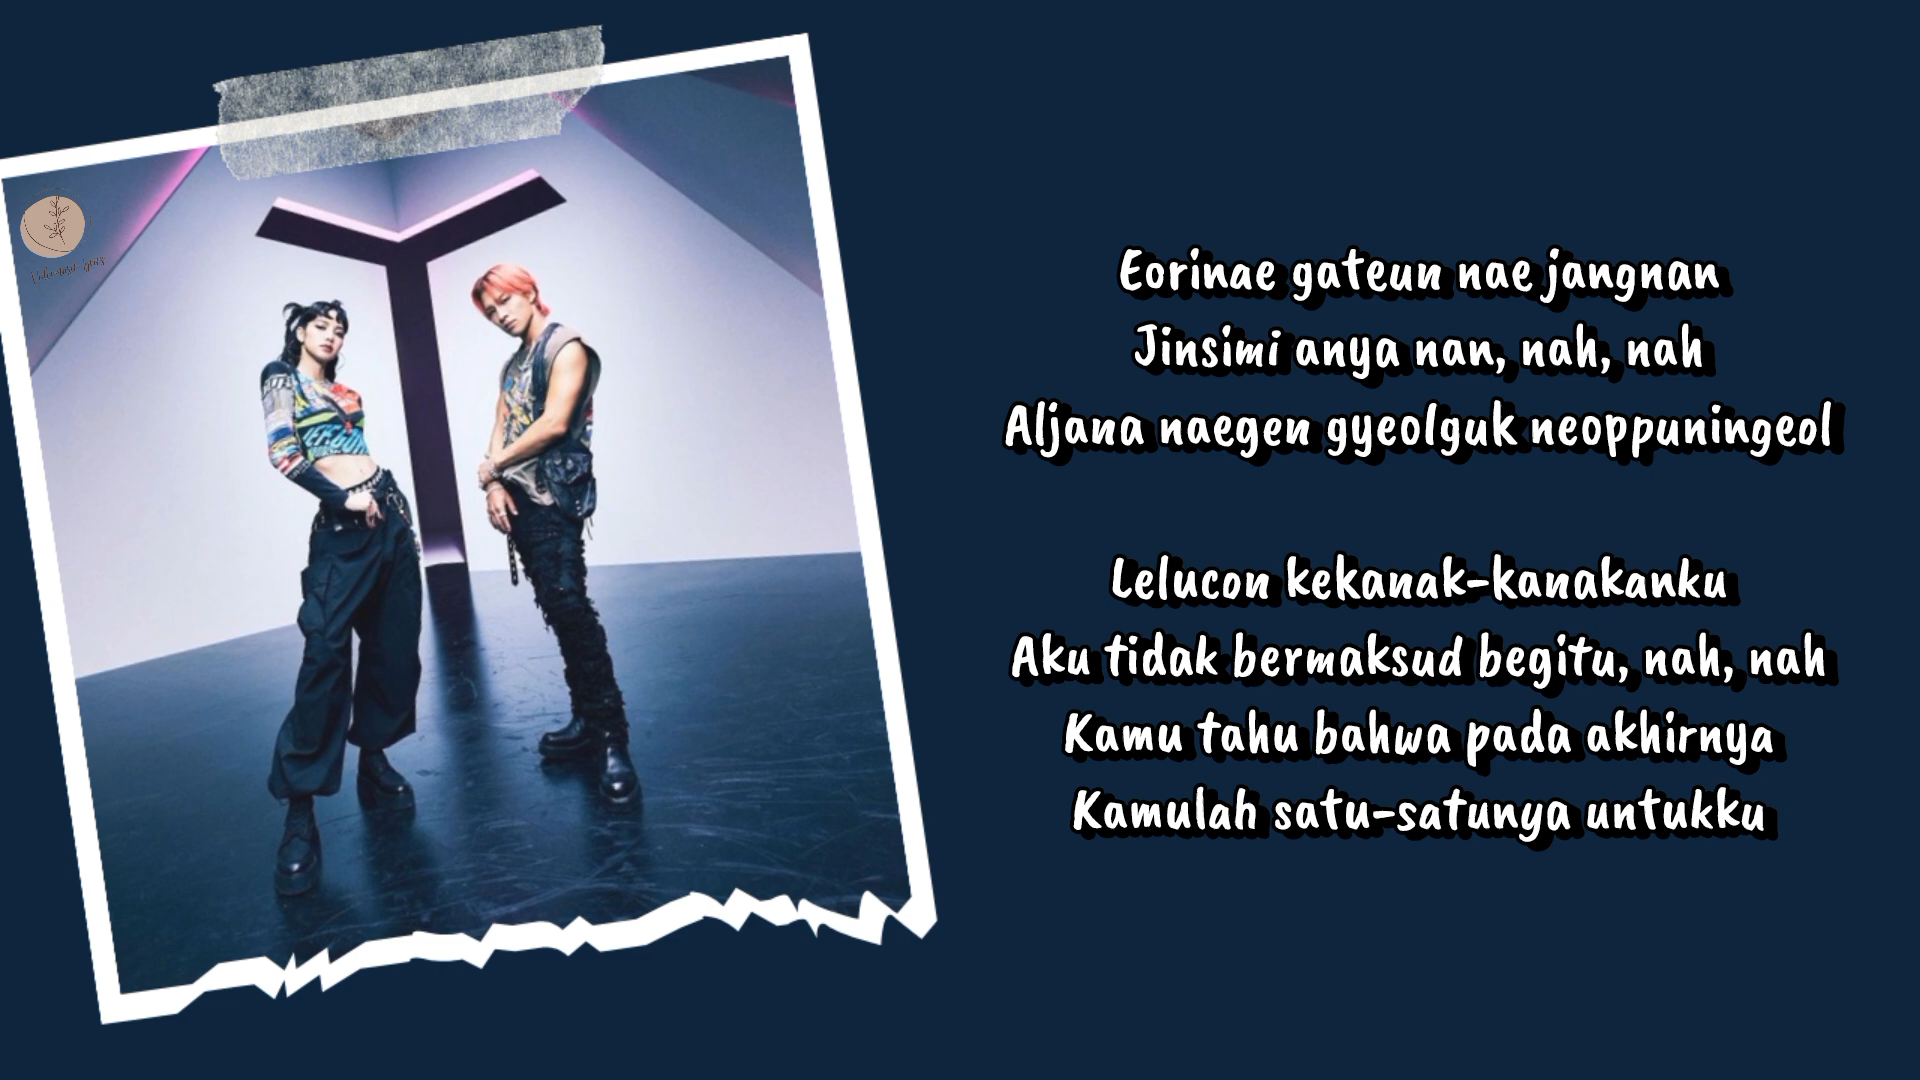 Eorinae gateun nae jangnan
Jinsimi anya nan, nah, nah
Aljana naegen gyeolguk neoppuningeol
Lelucon kekanak-kanakanku
Aku tidak bermaksud begitu, nah, nah
Kamu tahu bahwa pada akhirnya
Kamulah satu-satunya untukku